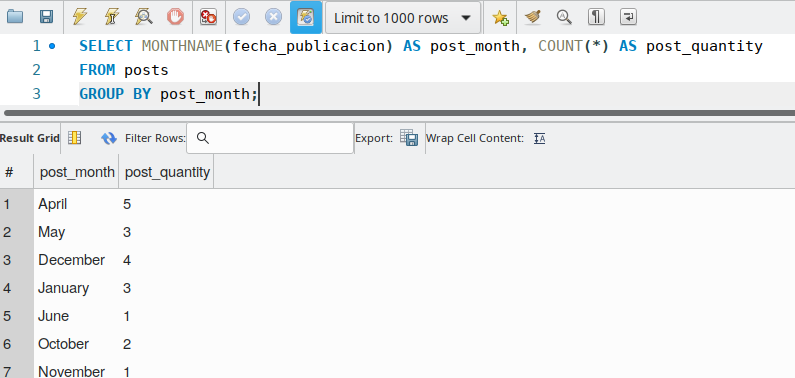 Limit to 1000 rows
1 SELECT MONTHNAME(fecha_publicacion) AS post_month, COUNT(*) AS post_quantity
2 FROM posts
3 GROUP BY post_month;
Result Grid Filter Rows: Export: Wrap Cell Content: IA
# post_month post_quantity
1 April 5
2 May 3
3 December 4
4 January 3
5 June 1
6 October 2
7 November 1